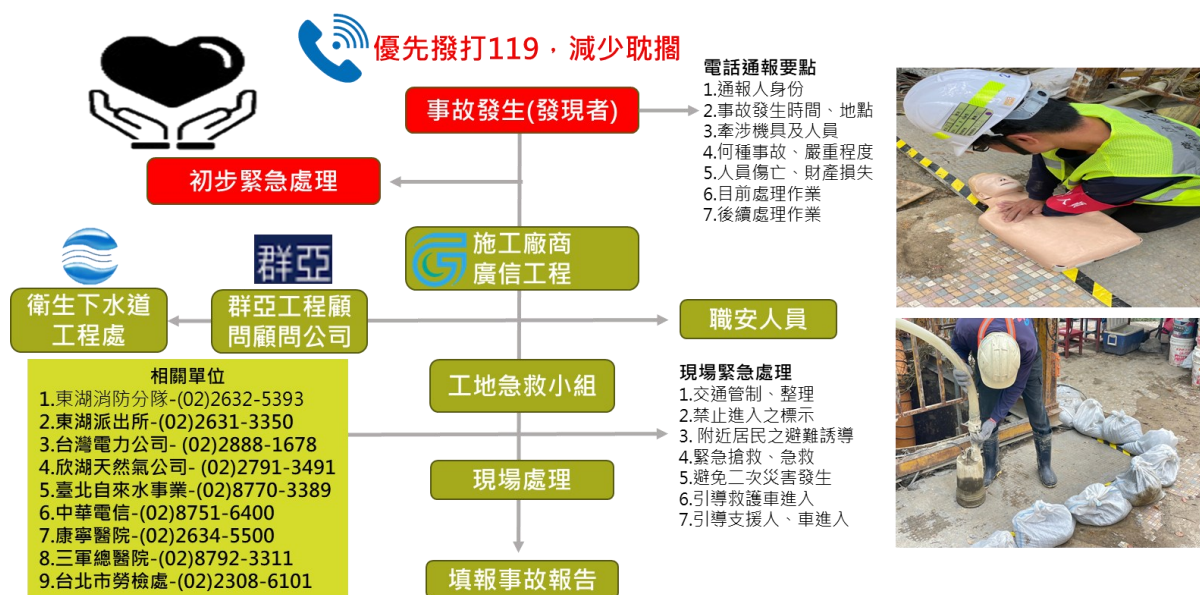 優先撥打119，減少耽擱
事故發生(發現者)
電話通報要點
1.通報人身份
2.事故發生時間、地點
3.牽涉機具及人員
4.何種事故、嚴重程度
5.人員傷亡、財產損失
6.目前處理作業
7.後續處理作業
初步緊急處理
施工廠商
廣信工程
群亞
衛生下水道
工程處
群亞工程顧
問顧問公司
職安人員
相關單位
1.東湖消防分隊-(02)2632-5393
2.東湖派出所-(02)2631-3350
3.台灣電力公司- (02)2888-1678
4.欣湖天然氣公司- (02)2791-3491
5.臺北自來水事業-(02)8770-3389
6.中華電信-(02)8751-6400
7.康寧醫院-(02)2634-5500
8.三軍總醫院-(02)8792-3311
9.台北市勞檢處-(02)2308-6101
工地急救小組
現場緊急處理
1.交通管制、整理
2.禁止進入之標示
3. 附近居民之避難誘導
4.緊急搶救、急救
5.避免二次災害發生
6.引導救護車進入
7.引導支援人、車進入
現場處理
填報事故報告